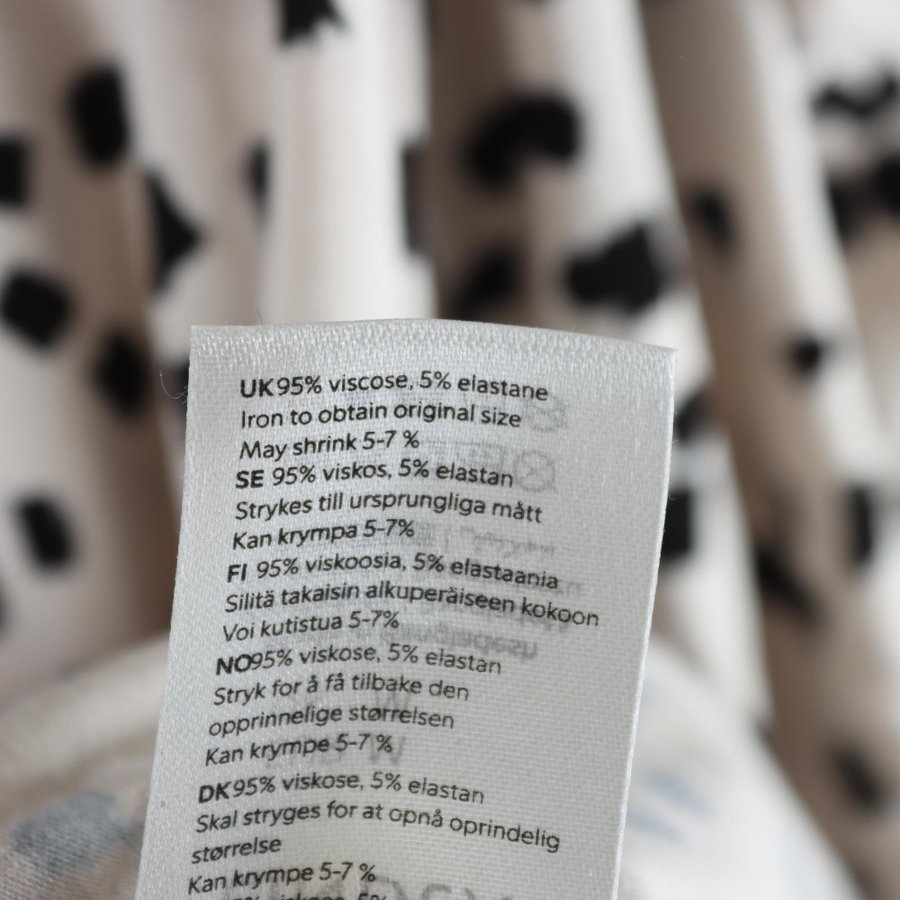 UK95% viscose, 5% elastane
Iron to obtain original size
May shrink 5-7 %
SE 95% viskos, 5% elastan
Strykes till ursprungliga mått
Kan krympa 5-7%
FI 95% viskoosia, 5% elastaania
Silitä takaisin alkuperäiseen kokoon
Voi kutistua 5-7%
NO95% viskose, 5% elastan
Stryk for å få tilbake den
opprinnelige størrelsen
Kan krympe 5-7 %
DK95% viskose, 5% elastan
Skal stryges for at opnå oprindelig
størrelse
Kan krympe 5-7 %